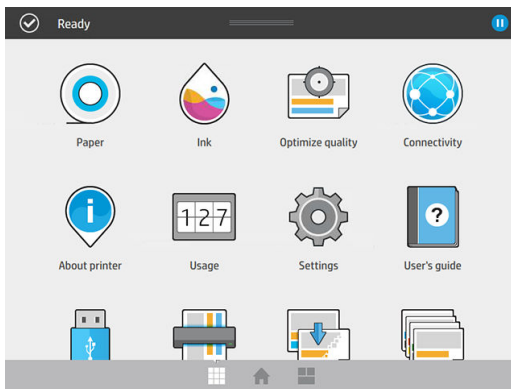 Ready
Paper
Ink
Optimize quality
Connectivity
i
127
?
About printer
Usage
Settings
User's guide